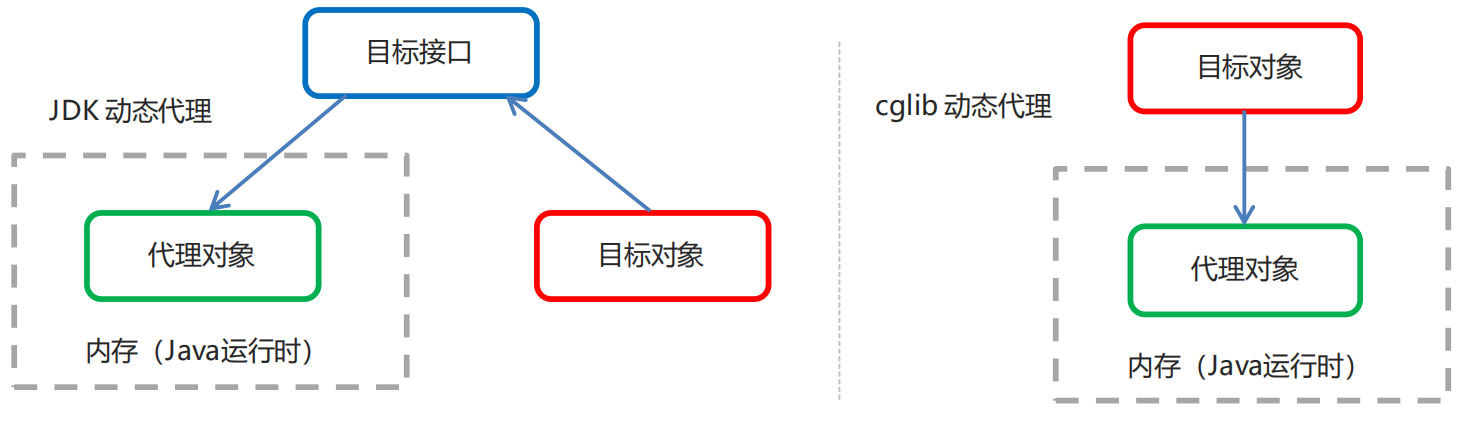 目标接口
JDK 动态代理
代理对象
目标对象
内存（Java运行时）
目标对象
cglib 动态代理
代理对象
内存（Java运行时）